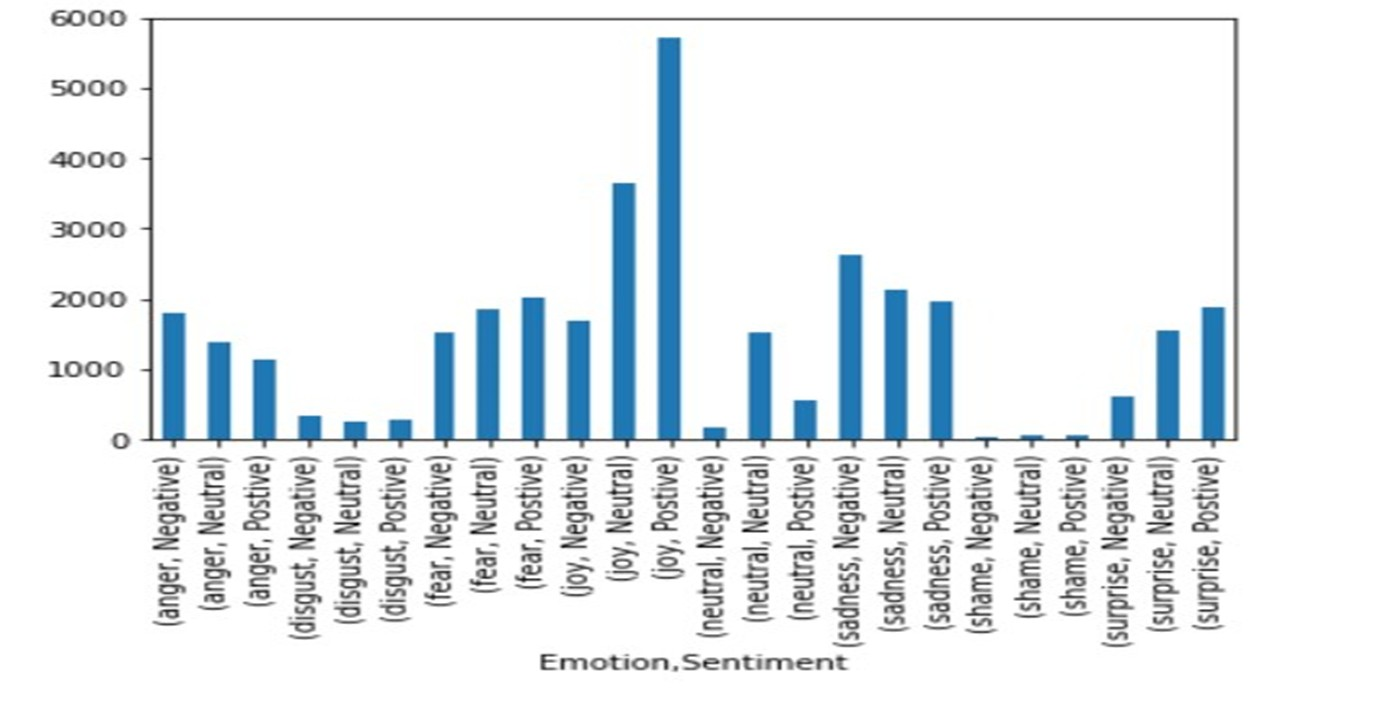 6000
5000
4000
3000
2000
1000
0
(anger, Negative)
(anger, Neutral)
(anger, Postive)
(disgust, Negative)
(disgust, Neutral)
(disgust, Postive)
(fear, Negative)
(fear, Neutral)
(fear, Postive)
(joy, Negative)
(joy, Neutral)
(joy, Postive)
(neutral, Negative)
(neutral, Neutral)
(neutral, Postive)
(sadness, Negative)
(sadness, Neutral)
(sadness, Postive)
(shame, Negative)
(shame, Neutral)
(shame, Postive)
(surprise, Negative)
(surprise, Neutral)
(surprise, Postive)
Emotion,Sentiment